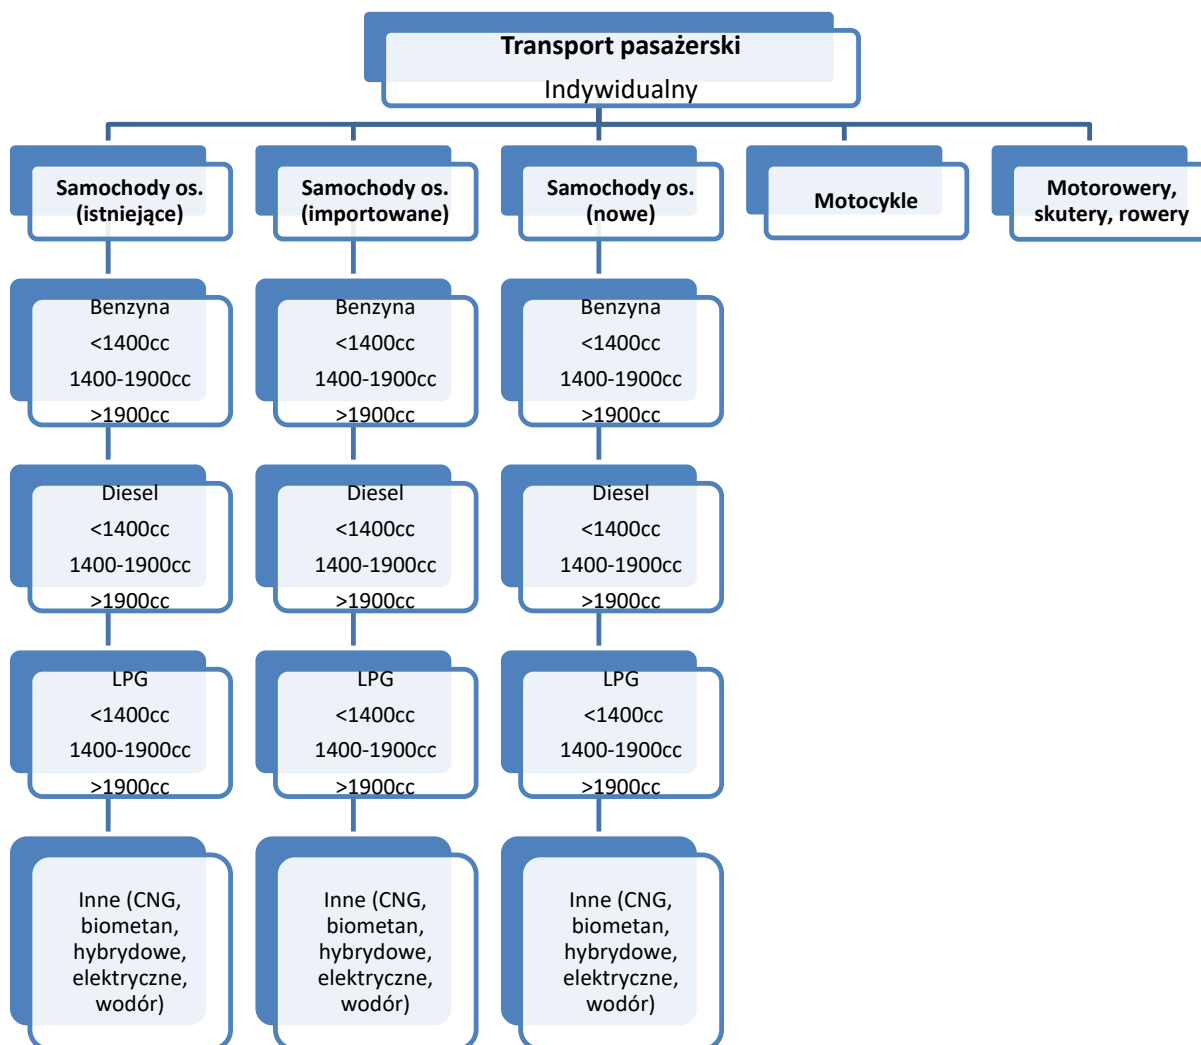 Transport pasażerski
Indywidualny
Samochody os.
(istniejące)
Samochody os.
(importowane)
Samochody os.
(nowe)
Motocykle
Motorowery,
skutery, rowery
Benzyna
<1400cc
1400-1900cc
>1900cc
Benzyna
<1400cc
1400-1900cc
>1900cc
Benzyna
<1400cc
1400-1900cc
>1900cc
Diesel
<1400cc
1400-1900cc
>1900cc
Diesel
<1400cc
1400-1900cc
>1900cc
Diesel
<1400cc
1400-1900cc
>1900cc
LPG
<1400cc
1400-1900cc
>1900cc
LPG
<1400cc
1400-1900cc
>1900cc
LPG
<1400cc
1400-1900cc
>1900cc
Inne (CNG,
biometan,
hybrydowe,
elektryczne,
wodór)
Inne (CNG,
biometan,
hybrydowe,
elektryczne,
wodór)
Inne (CNG,
biometan,
hybrydowe,
elektryczne,
wodór)